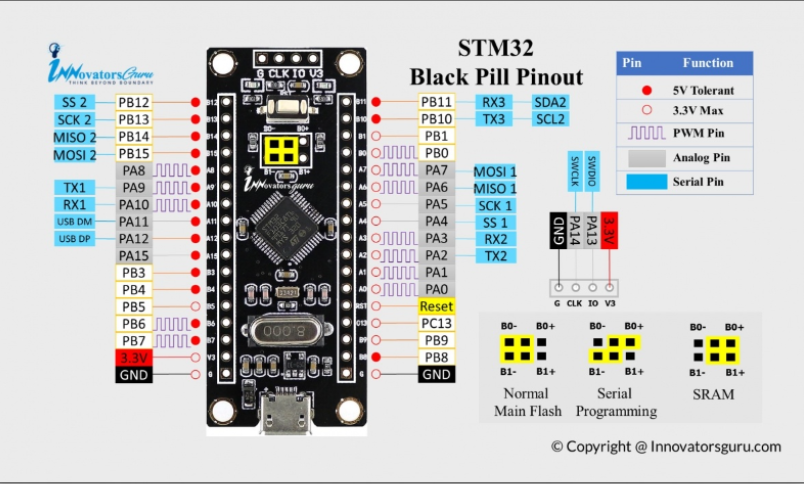 STM32
Black Pill Pinout
INNovatorsGuru
THINK BEYOND BOUNDARY
Pin Function
5V Tolerant
3.3V Max
PWM Pin
Analog Pin
Serial Pin
G CLK IO V3
SS 2 PB12 B12
SCK 2 PB13 B13
MISO 2 PB14 B14
MOSI 2 PB15 B15
PA8 A8
TX1 PA9 A9
RX1 PA10 A10
USB DM PA11 A11
USB DP PA12 A12
PA15 A15
PB3 B3
PB4 B4
PB5 B5
PB6 B6
PB7 B7
3.3V V3
GND G
B0- B0+
B1+
INNovatorsguru
8.000
B11 PB11 RX3 SDA2
B10 PB10 TX3 SCL2
B1 PB1
B0 PB0
A7 PA7 MOSI 1
A6 PA6 MISO 1
A5 PA5 SCK 1
A4 PA4 SS 1
A3 PA3 RX2
A2 PA2 TX2
A1 PA1
A0 PA0
RST Reset
C13 PC13
B9 PB9
B8 PB8
G GND
SWCLK SWDIO
GND PA14 PA13 3.3V
G CLK IO V3
B0- B0+ B0- B0+ B0- B0+
B1- B1+ B1- B1+ B1- B1+
Normal
Main Flash
Serial
Programming
SRAM
© Copyright @ Innovatorsguru.com